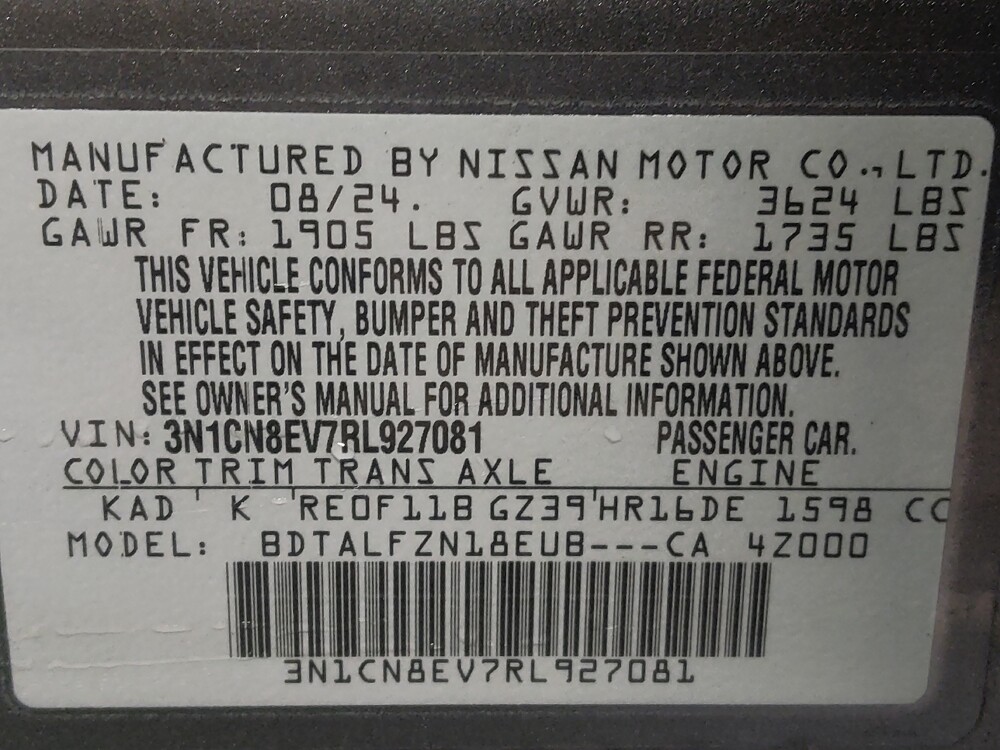 MANUFACTURED BY NISSAN MOTOR CO., LTD.
DATE: 08/24. GVWR: 3624 LBS
GAWR FR: 1905 LBS GAWR RR: 1735 LBS
THIS VEHICLE CONFORMS TO ALL APPLICABLE FEDERAL MOTOR
VEHICLE SAFETY, BUMPER AND THEFT PREVENTION STANDARDS
IN EFFECT ON THE DATE OF MANUFACTURE SHOWN ABOVE.
SEE OWNER'S MANUAL FOR ADDITIONAL INFORMATION.
VIN: 3N1CN8EV7RL927081 PASSENGER CAR.
COLOR TRIM TRANS AXLE ENGINE
KAD ' K 'RE0F11B GZ39'HR16DE 1598 CC
MODEL: BDTALFZN18EUB---CA 4Z000
3N1CN8EV7RL927081